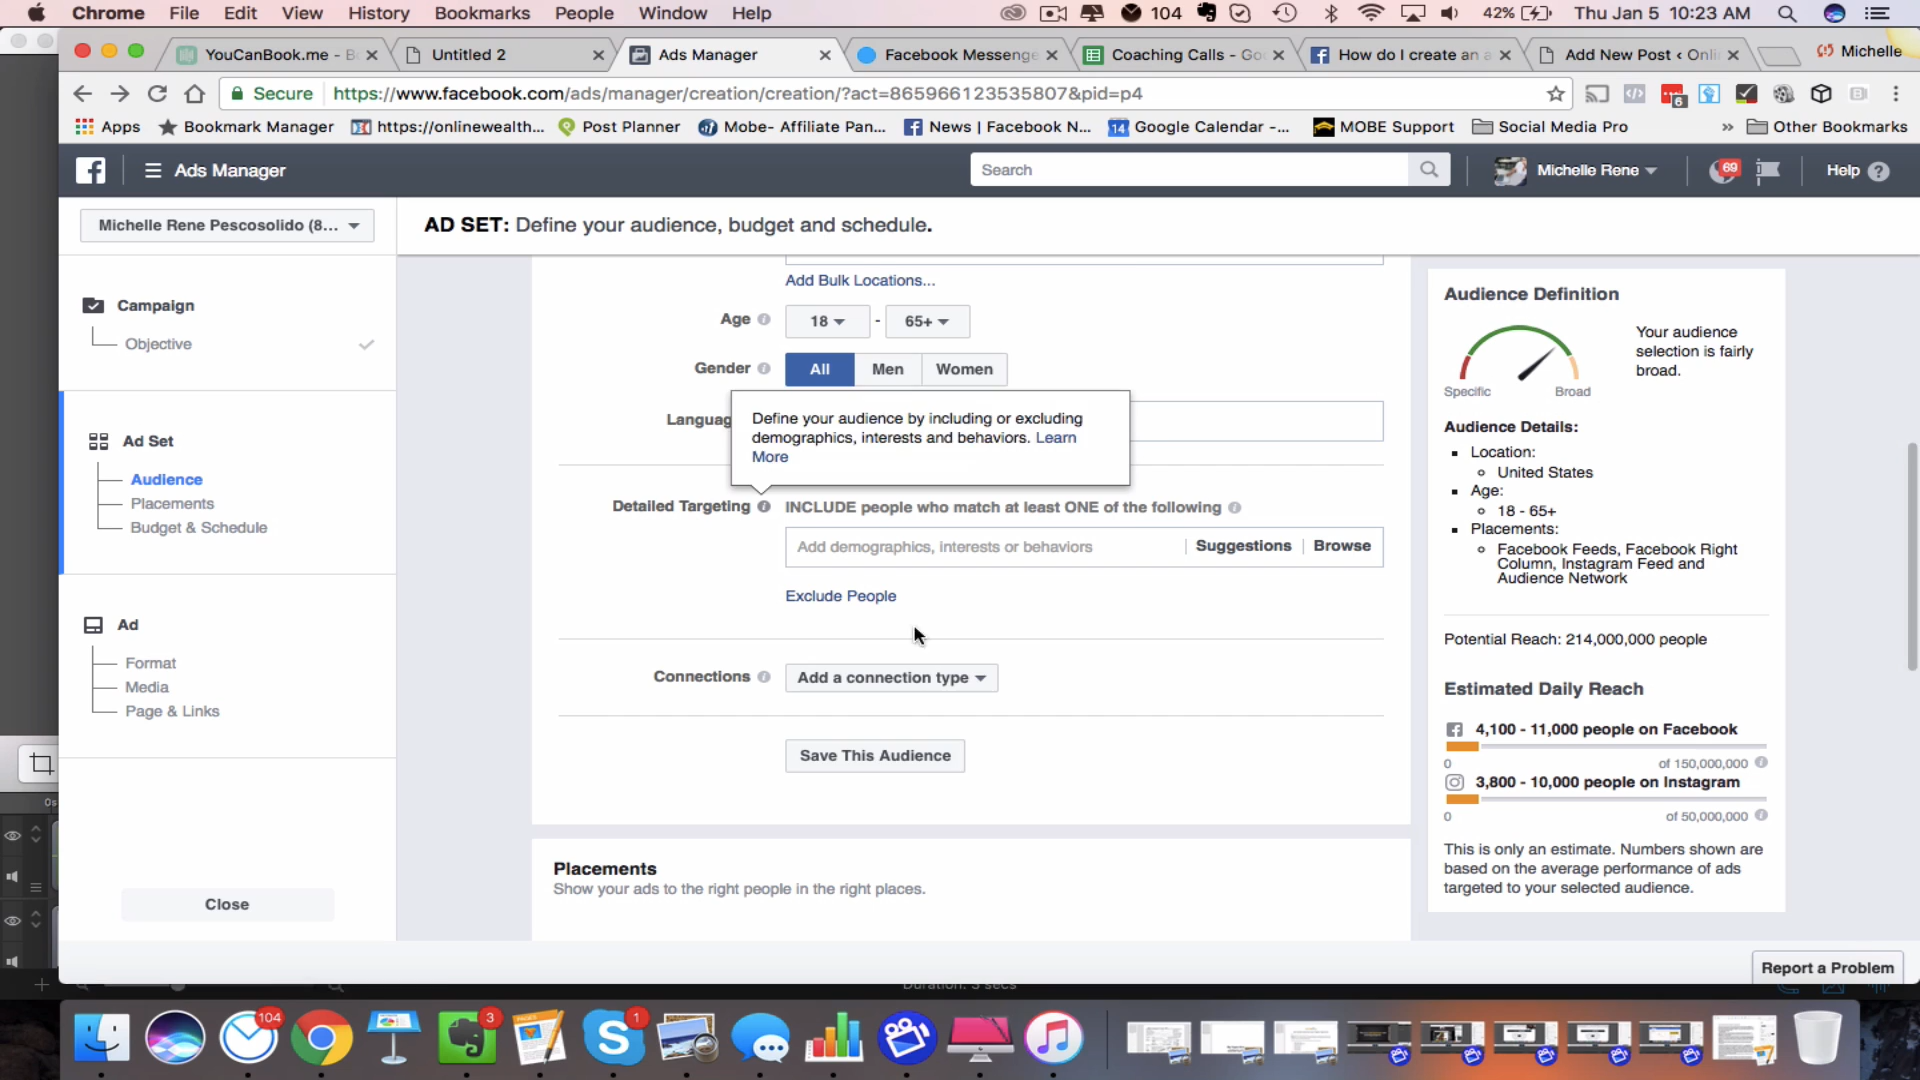 Chrome File Edit View History Bookmarks People Window Help 104 42% Thu Jan 5 10:23 AM
YouCanBook.me - B
Untitled 2
Ads Manager
Facebook Messenge
Coaching Calls - Go
How do I create an a
Add New Post ‹ Onli
Michelle
Secure https://www.facebook.com/ads/manager/creation/creation/?act=865966123535807&pid=p4
6
Apps Bookmark Manager https://onlinewealth... Post Planner Mobe- Affiliate Pan... News | Facebook N... 14 Google Calendar -... MOBE Support Social Media Pro » Other Bookmarks
Ads Manager Search Michelle Rene 69 Help ?
Michelle Rene Pescosolido (8...
AD SET: Define your audience, budget and schedule.
Campaign
Objective
Ad Set
Audience
Placements
Budget & Schedule
Ad
Format
Media
Page & Links
Close
Add Bulk Locations...
Age 18 - 65+
Gender All Men Women
Languag
Define your audience by including or excluding
demographics, interests and behaviors. Learn
More
Detailed Targeting INCLUDE people who match at least ONE of the following
Add demographics, interests or behaviors Suggestions Browse
Exclude People
Connections Add a connection type
Save This Audience
Placements
Show your ads to the right people in the right places.
Audience Definition
Your audience
selection is fairly
broad.
Specific Broad
Audience Details:
Location:
United States
Age:
18 - 65+
Placements:
Facebook Feeds, Facebook Right
Column, Instagram Feed and
Audience Network
Potential Reach: 214,000,000 people
Estimated Daily Reach
4,100 - 11,000 people on Facebook
0 of 150,000,000
3,800 - 10,000 people on Instagram
0 of 50,000,000
This is only an estimate. Numbers shown are
based on the average performance of ads
targeted to your selected audience.
Report a Problem
0s
Duration: 3 secs
104 3 PAGES 1